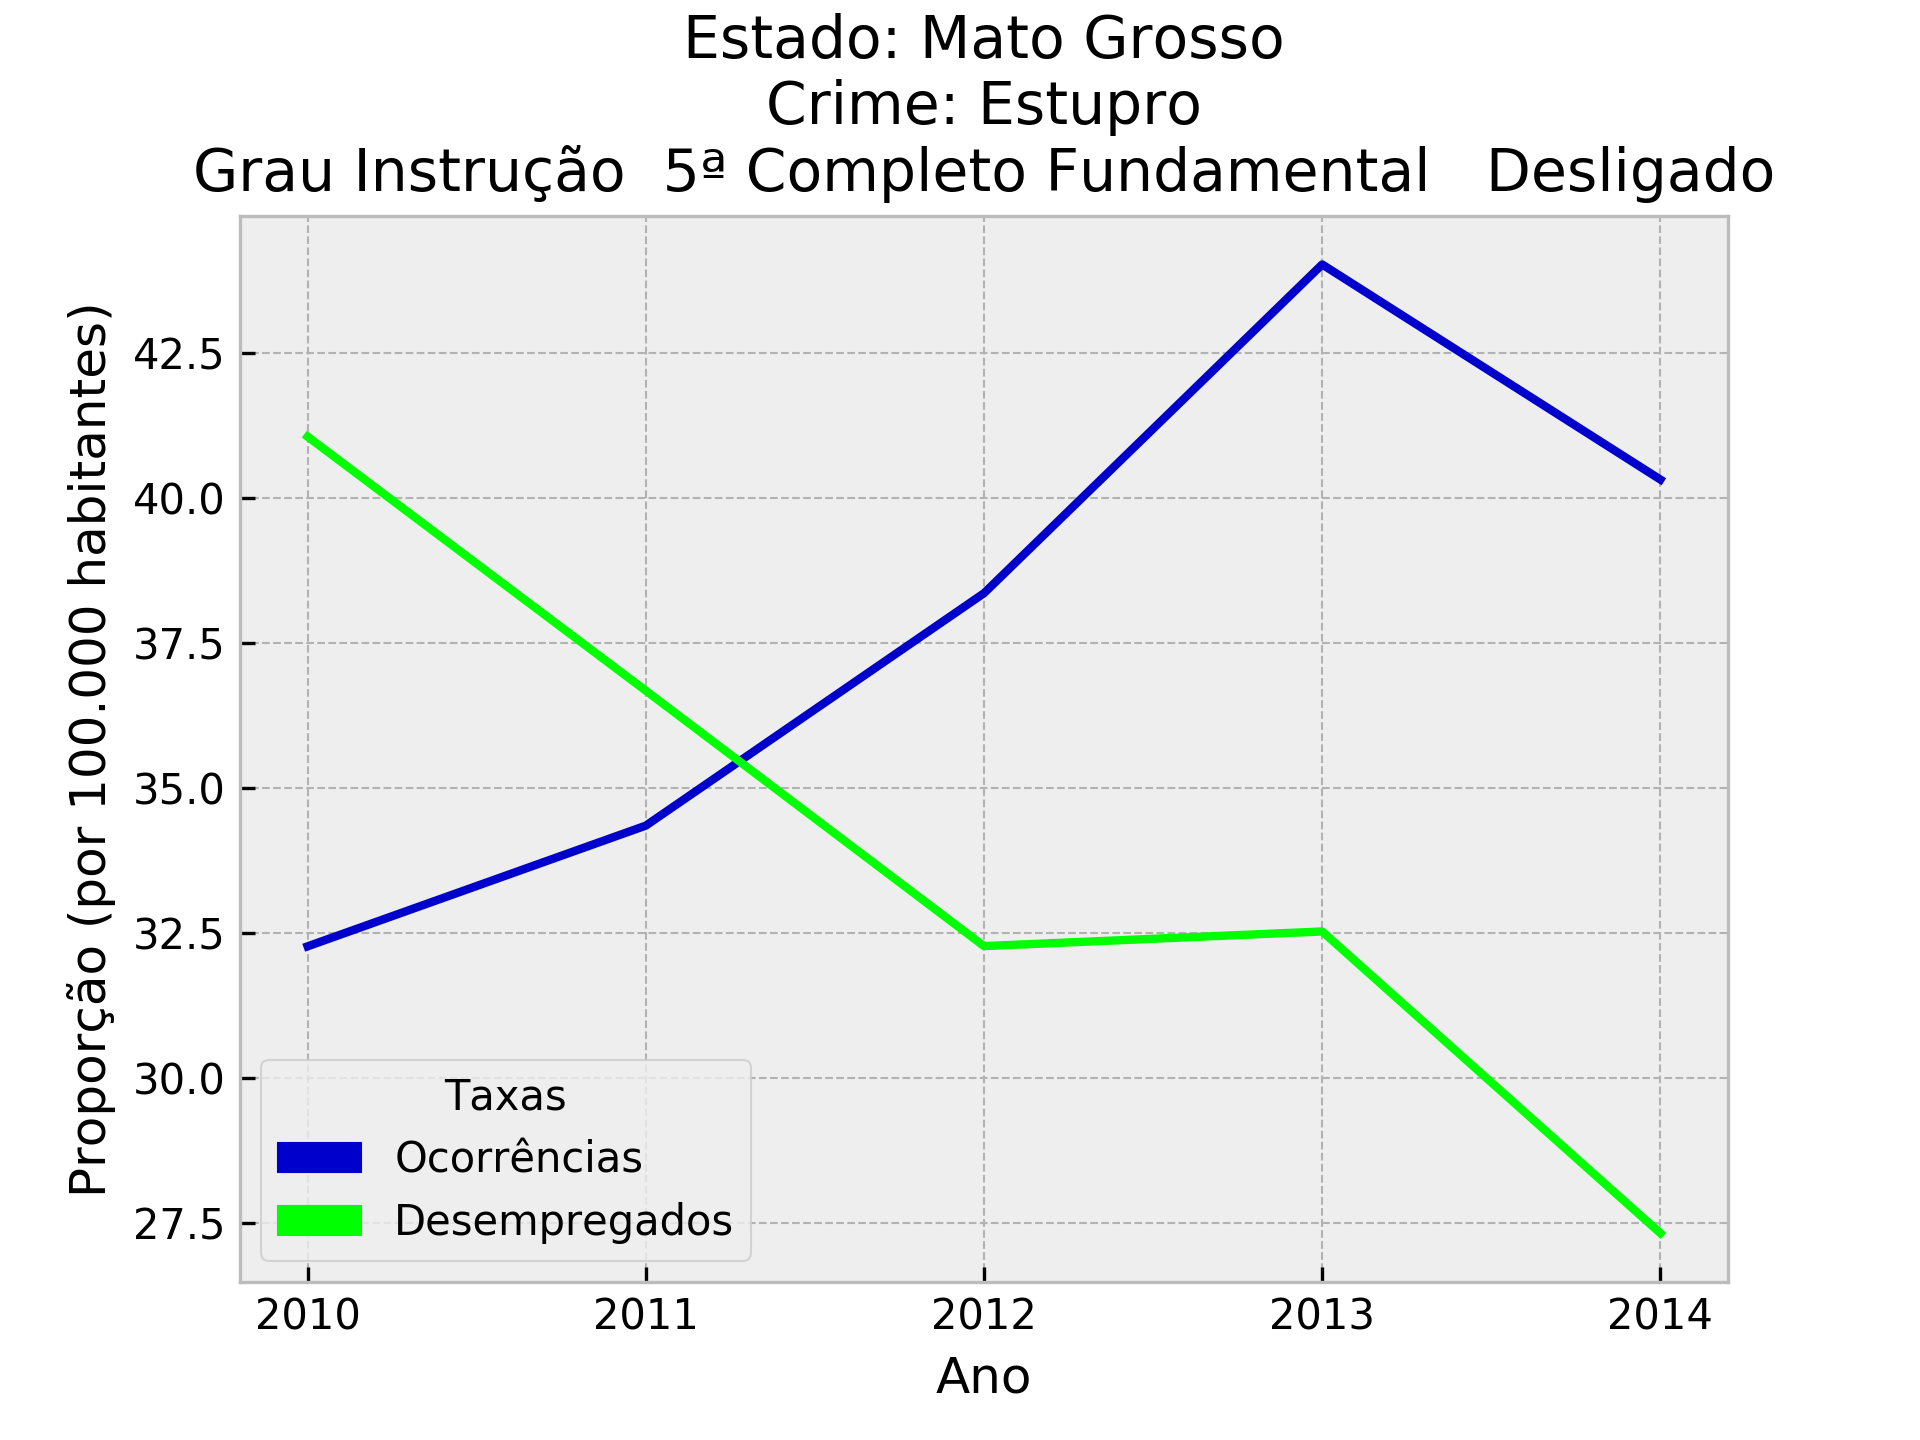 Estado: Mato Grosso
Crime: Estupro
Grau Instrução  5ª Completo Fundamental   Desligado
Proporção (por 100.000 habitantes)
42.5
40.0
37.5
35.0
32.5
30.0
27.5
Taxas
Ocorrências
Desempregados
2010 2011 2012 2013 2014
Ano